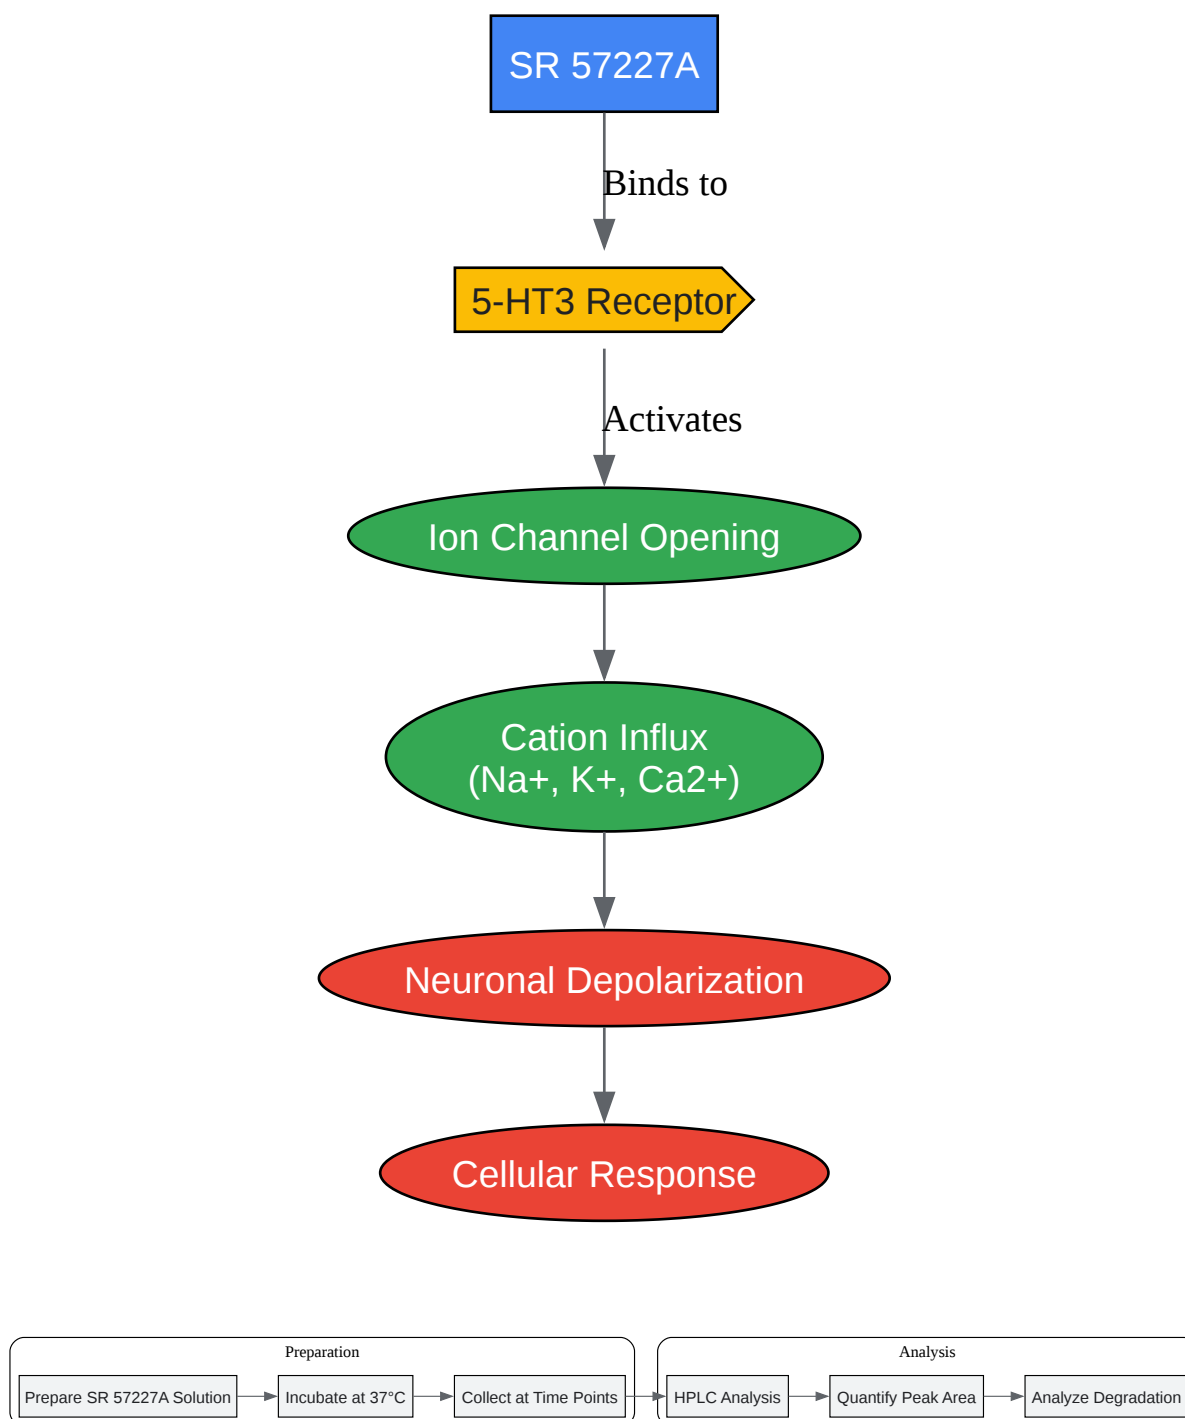 SR 57227A
Binds to
5-HT3 Receptor
Activates
Ion Channel Opening
Cation Influx
(Na+, K+, Ca2+)
Neuronal Depolarization
Cellular Response
Preparation
Prepare SR 57227A Solution
Incubate at 37°C
Collect at Time Points
Analysis
HPLC Analysis
Quantify Peak Area
Analyze Degradation